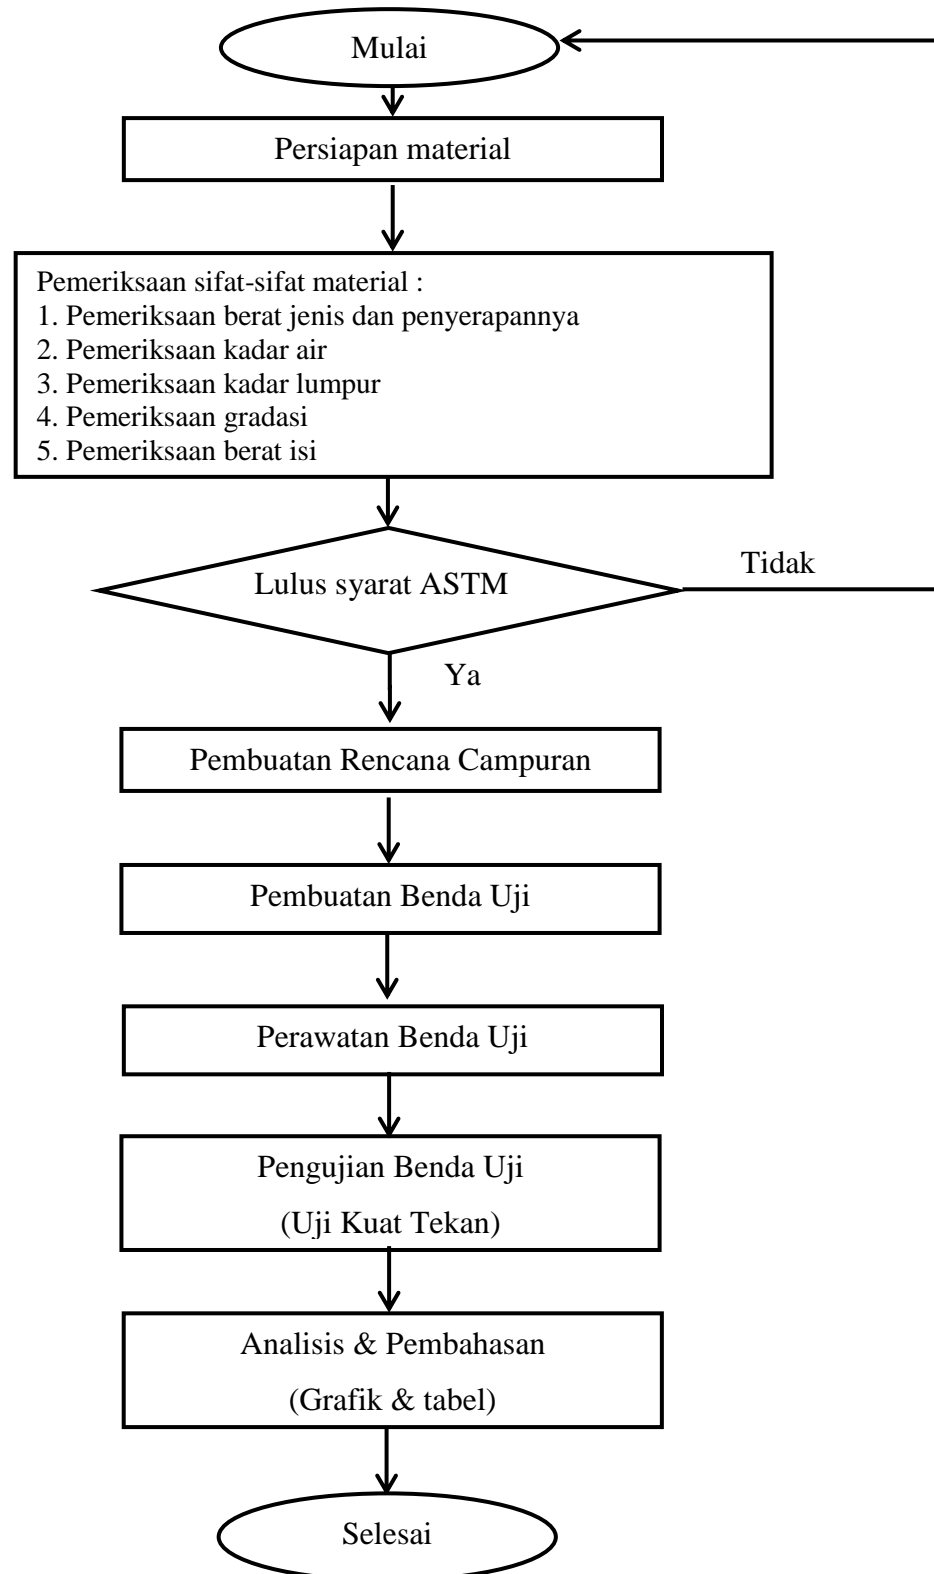 Mulai
Persiapan material
Pemeriksaan sifat-sifat material :
1. Pemeriksaan berat jenis dan penyerapannya
2. Pemeriksaan kadar air
3. Pemeriksaan kadar lumpur
4. Pemeriksaan gradasi
5. Pemeriksaan berat isi
Lulus syarat ASTM
Tidak
Ya
Pembuatan Rencana Campuran
Pembuatan Benda Uji
Perawatan Benda Uji
Pengujian Benda Uji
(Uji Kuat Tekan)
Analisis & Pembahasan
(Grafik & tabel)
Selesai